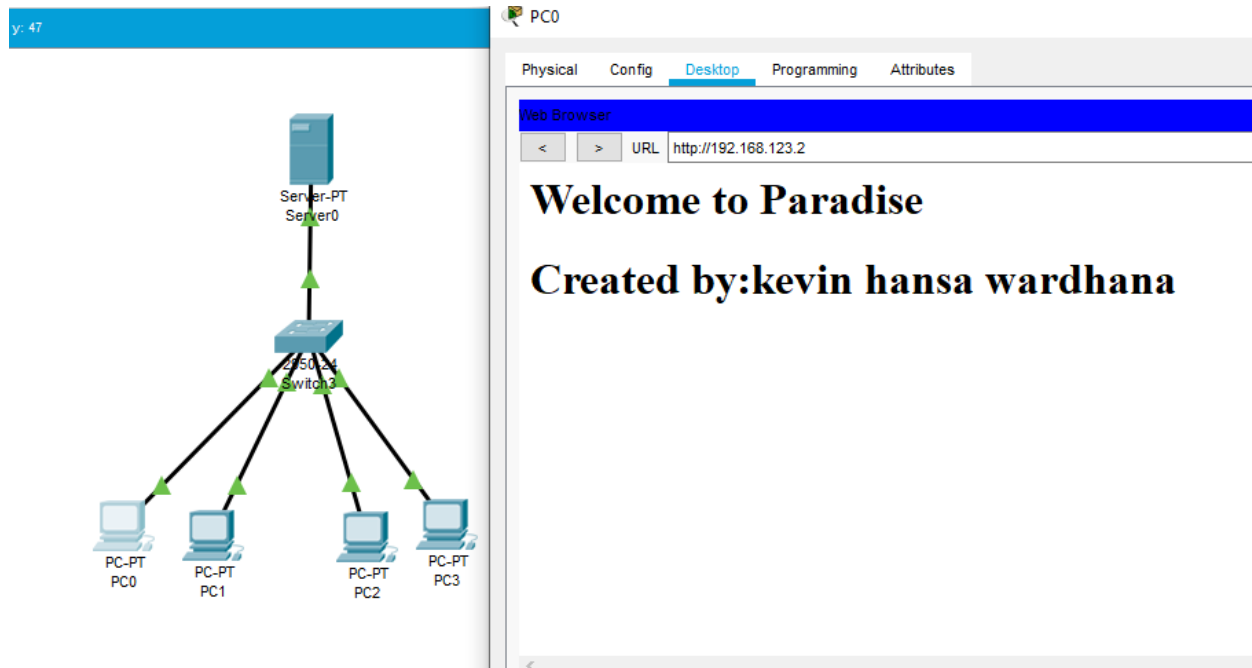 y: 47
Server-PT
Server0
2950-24
Switch3
PC-PT
PC0
PC-PT
PC1
PC-PT
PC2
PC-PT
PC3
PC0
Physical Config Desktop Programming Attributes
Web Browser
< > URL http://192.168.123.2
Welcome to Paradise
Created by:kevin hansa wardhana
<